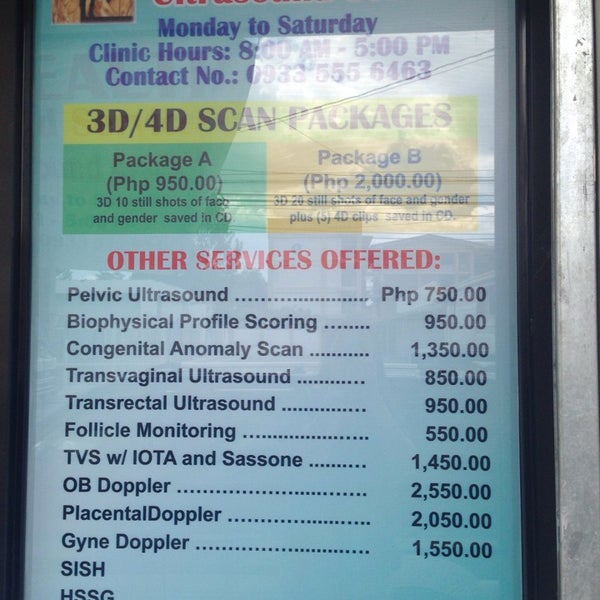 Ultrasound
Monday to Saturday
Clinic Hours: 8:00 AM - 5:00 PM
Contact No.: 0933 555 6463
3D/4D SCAN PACKAGES
Package A
(Php 950.00)
3D 10 still shots of face
and gender saved in CD.
Package B
(Php 2,000.00)
3D 20 still shots of face and gender
plus (5) 4D clips saved in CD.
OTHER SERVICES OFFERED:
Pelvic Ultrasound ........................ Php 750.00
Biophysical Profile Scoring ........ 950.00
Congenital Anomaly Scan ........... 1,350.00
Transvaginal Ultrasound ............ 850.00
Transrectal Ultrasound ............... 950.00
Follicle Monitoring ...................... 550.00
TVS w/ IOTA and Sassone .......... 1,450.00
OB Doppler .................................. 2,550.00
PlacentalDoppler ......................... 2,050.00
Gyne Doppler ............................... 1,550.00
SISH
HSSG